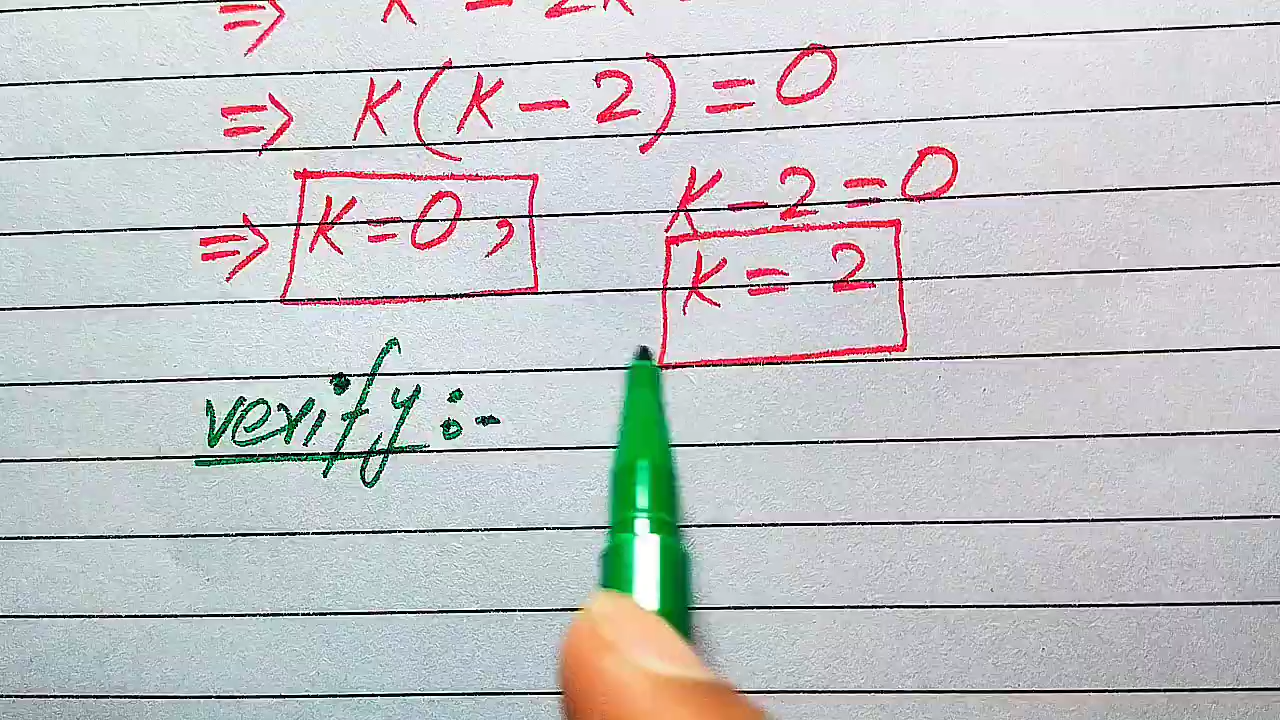 => K(K-2)=0
K-2=0
=> K=0,
K=2
verify :-